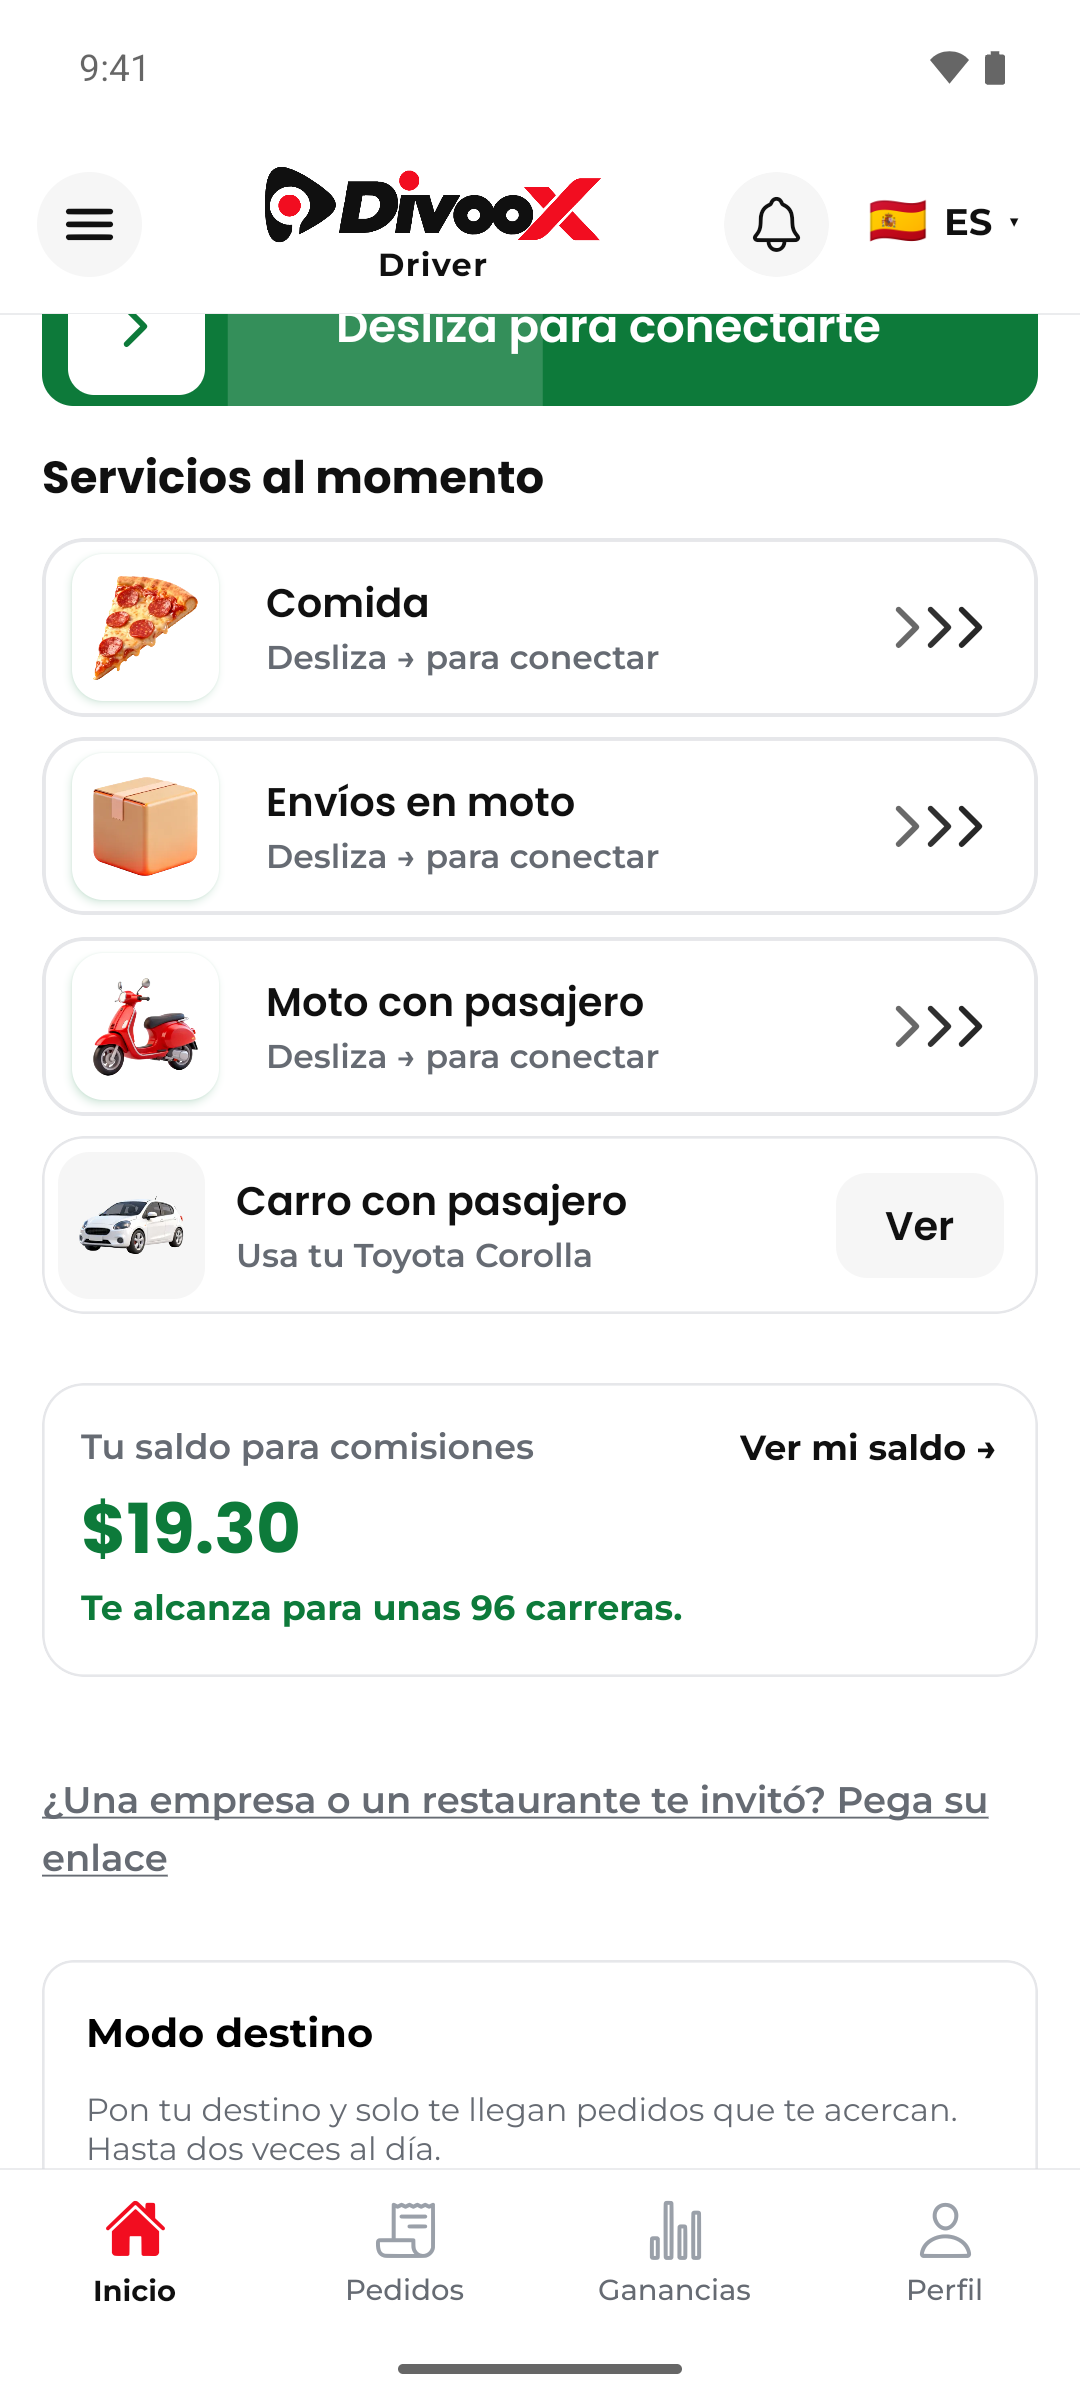 9:41
DivooX
Driver
ES
Desliza para conectarte
Servicios al momento
Comida
Desliza → para conectar
Envíos en moto
Desliza → para conectar
Moto con pasajero
Desliza → para conectar
Carro con pasajero
Usa tu Toyota Corolla
Ver
Tu saldo para comisiones
Ver mi saldo →
$19.30
Te alcanza para unas 96 carreras.
¿Una empresa o un restaurante te invitó? Pega su
enlace
Modo destino
Pon tu destino y solo te llegan pedidos que te acercan.
Hasta dos veces al día.
Inicio
Pedidos
Ganancias
Perfil